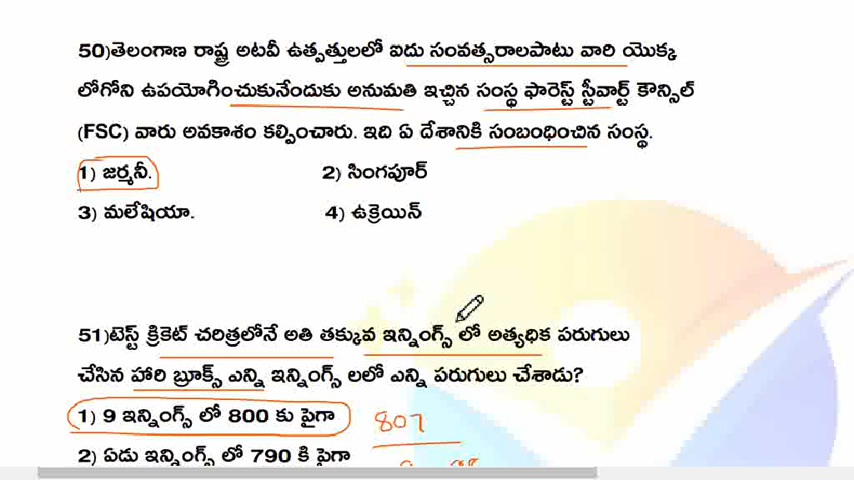 50)తెలంగాణ రాష్ట్ర అటవీ ఉత్పత్తులలో ఐదు సంవత్సరాలపాటు వారి యొక్క
లోగోని ఉపయోగించుకునేందుకు అనుమతి ఇచ్చిన సంస్థ ఫారెస్ట్ స్టీవార్ట్ కౌన్సిల్
(FSC) వారు అవకాశం కల్పించారు. ఇది ఏ దేశానికి సంబంధించిన సంస్థ.
1) జర్మనీ. 2) సింగపూర్
3) మలేషియా. 4) ఉక్రెయిన్
51)టెస్ట్ క్రికెట్ చరిత్రలోనే అతి తక్కువ ఇన్నింగ్స్ లో అత్యధిక పరుగులు
చేసిన హారి బ్రూక్స్ ఎన్ని ఇన్నింగ్స్ లలో ఎన్ని పరుగులు చేశాడు?
1) 9 ఇన్నింగ్స్ లో 800 కు పైగా 807
2) ఏడు ఇన్నింగ్స్ లో 790 కి పైగా